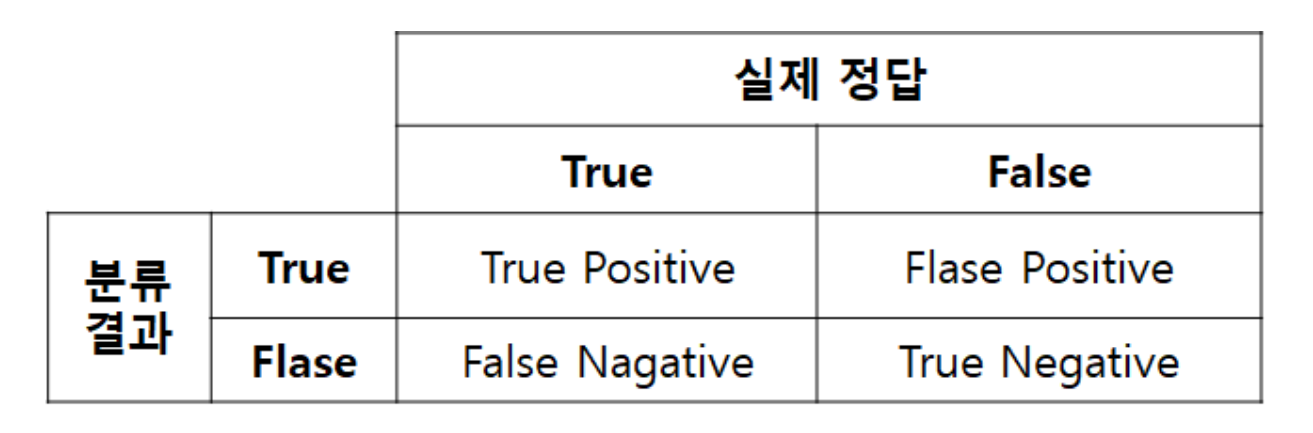 실제 정답
True False
분류
결과
True True Positive Flase Positive
Flase False Nagative True Negative